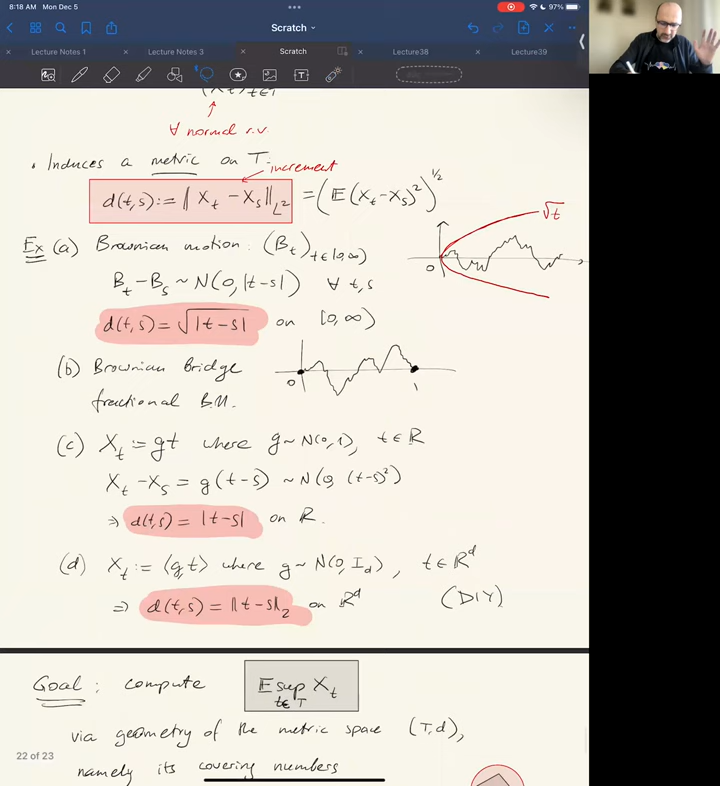 8:18 AM Mon Dec 5
97%
Scratch
Lecture Notes 1
Lecture Notes 3
Scratch
Lecture38
Lecture39
(X_t)_{t∈T}
∀ normal r.v.
• Induces a metric on T.
increment
d(t,s) := ‖X_t - X_s‖_{L²} = (E(X_t-X_s)²)^{1/2}
√t
0
Ex (a) Brownian motion: (B_t)_{t∈[0,∞)}
B_t - B_s ~ N(0, |t-s|) ∀ t,s
d(t,s) = √|t-s| on [0,∞)
(b) Brownian Bridge
0 1
fractional B.M.
(c) X_t := gt where g ~ N(0,1), t∈R
X_t - X_s = g(t-s) ~ N(0, (t-s)²)
⇒ d(t,s) = |t-s| on R.
(d) X_t := ⟨g,t⟩ where g ~ N(0, I_d), t∈R^d
⇒ d(t,s) = ‖t-s‖_2 on R^d (DIY)
Goal: compute E sup_{t∈T} X_t
via geometry of the metric space (T,d),
22 of 23
namely its covering numbers